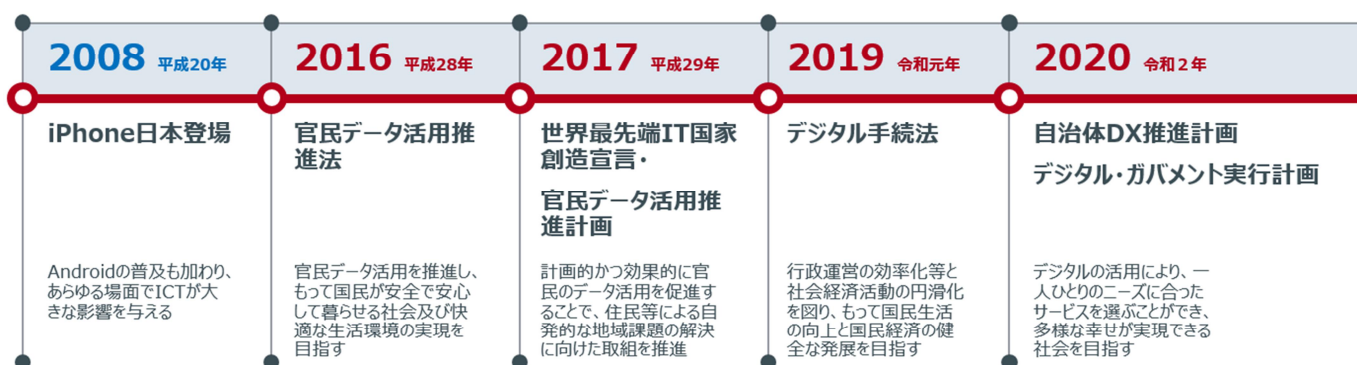 2008 平成20年
iPhone日本登場
Androidの普及も加わり、
あらゆる場面でICTが大
きな影響を与える
2016 平成28年
官民データ活用推
進法
官民データ活用を推進し、
もって国民が安全で安心
して暮らせる社会及び快
適な生活環境の実現を
目指す
2017 平成29年
世界最先端IT国家
創造宣言・
官民データ活用推
進計画
計画的かつ効果的に官
民のデータ活用を促進す
ることで、住民等による自
発的な地域課題の解決
に向けた取組を推進
2019 令和元年
デジタル手続法
行政運営の効率化等と
社会経済活動の円滑化
を図り、もって国民生活
の向上と国民経済の健
全な発展を目指す
2020 令和２年
自治体DX推進計画
デジタル・ガバメント実行計画
デジタルの活用により、一
人ひとりのニーズに合った
サービスを選ぶことができ、
多様な幸せが実現できる
社会を目指す